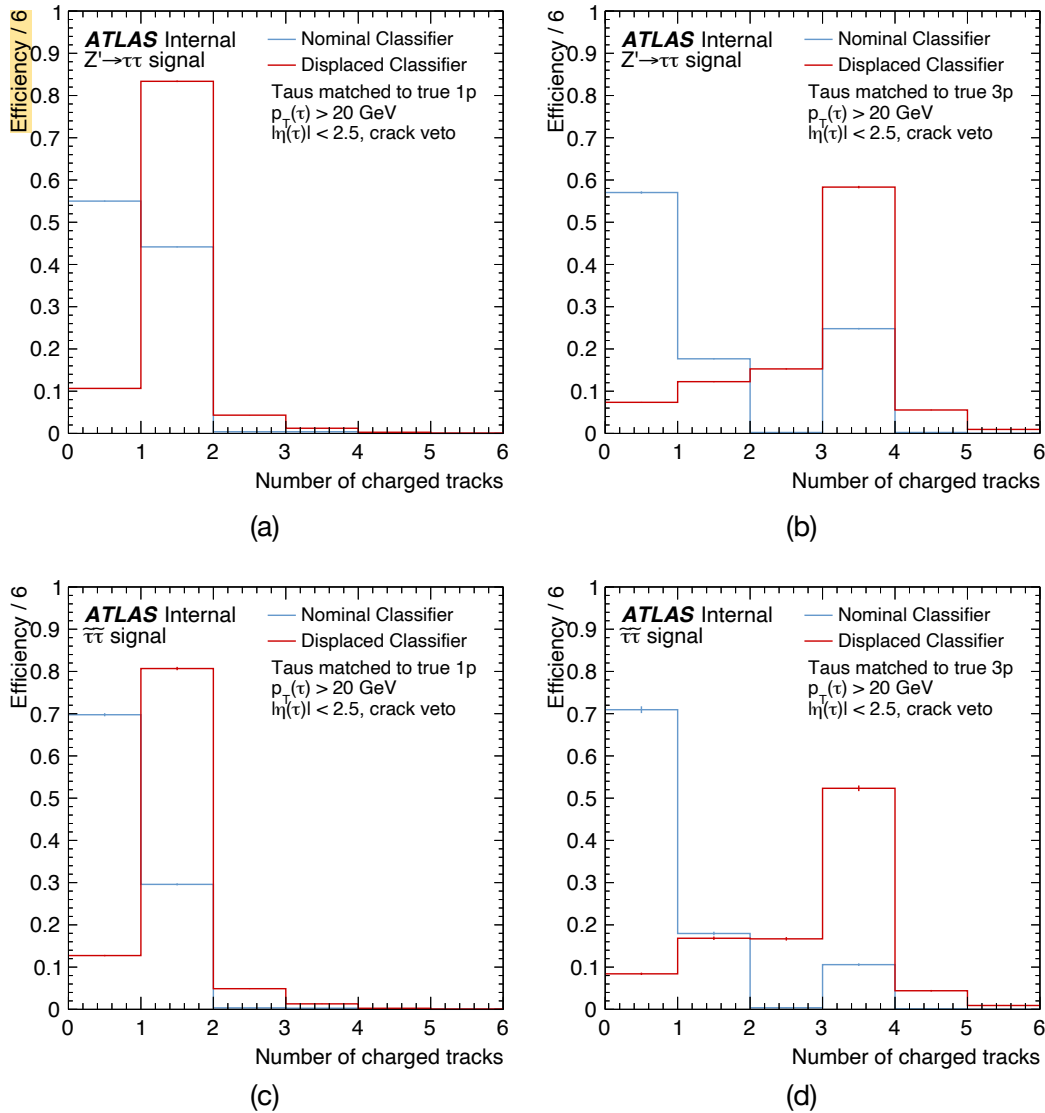 Efficiency / 6
1
0.9
0.8
0.7
0.6
0.5
0.4
0.3
0.2
0.1
0
ATLAS Internal
Z'→ττ signal
Nominal Classifier
Displaced Classifier
Taus matched to true 1p
p_T(τ) > 20 GeV
|η(τ)| < 2.5, crack veto
0 1 2 3 4 5 6
Number of charged tracks
(a)
Efficiency / 6
1
0.9
0.8
0.7
0.6
0.5
0.4
0.3
0.2
0.1
0
ATLAS Internal
Z'→ττ signal
Nominal Classifier
Displaced Classifier
Taus matched to true 3p
p_T(τ) > 20 GeV
|η(τ)| < 2.5, crack veto
0 1 2 3 4 5 6
Number of charged tracks
(b)
Efficiency / 6
1
0.9
0.8
0.7
0.6
0.5
0.4
0.3
0.2
0.1
0
ATLAS Internal
τ̃τ̃ signal
Nominal Classifier
Displaced Classifier
Taus matched to true 1p
p_T(τ) > 20 GeV
|η(τ)| < 2.5, crack veto
0 1 2 3 4 5 6
Number of charged tracks
(c)
Efficiency / 6
1
0.9
0.8
0.7
0.6
0.5
0.4
0.3
0.2
0.1
0
ATLAS Internal
τ̃τ̃ signal
Nominal Classifier
Displaced Classifier
Taus matched to true 3p
p_T(τ) > 20 GeV
|η(τ)| < 2.5, crack veto
0 1 2 3 4 5 6
Number of charged tracks
(d)